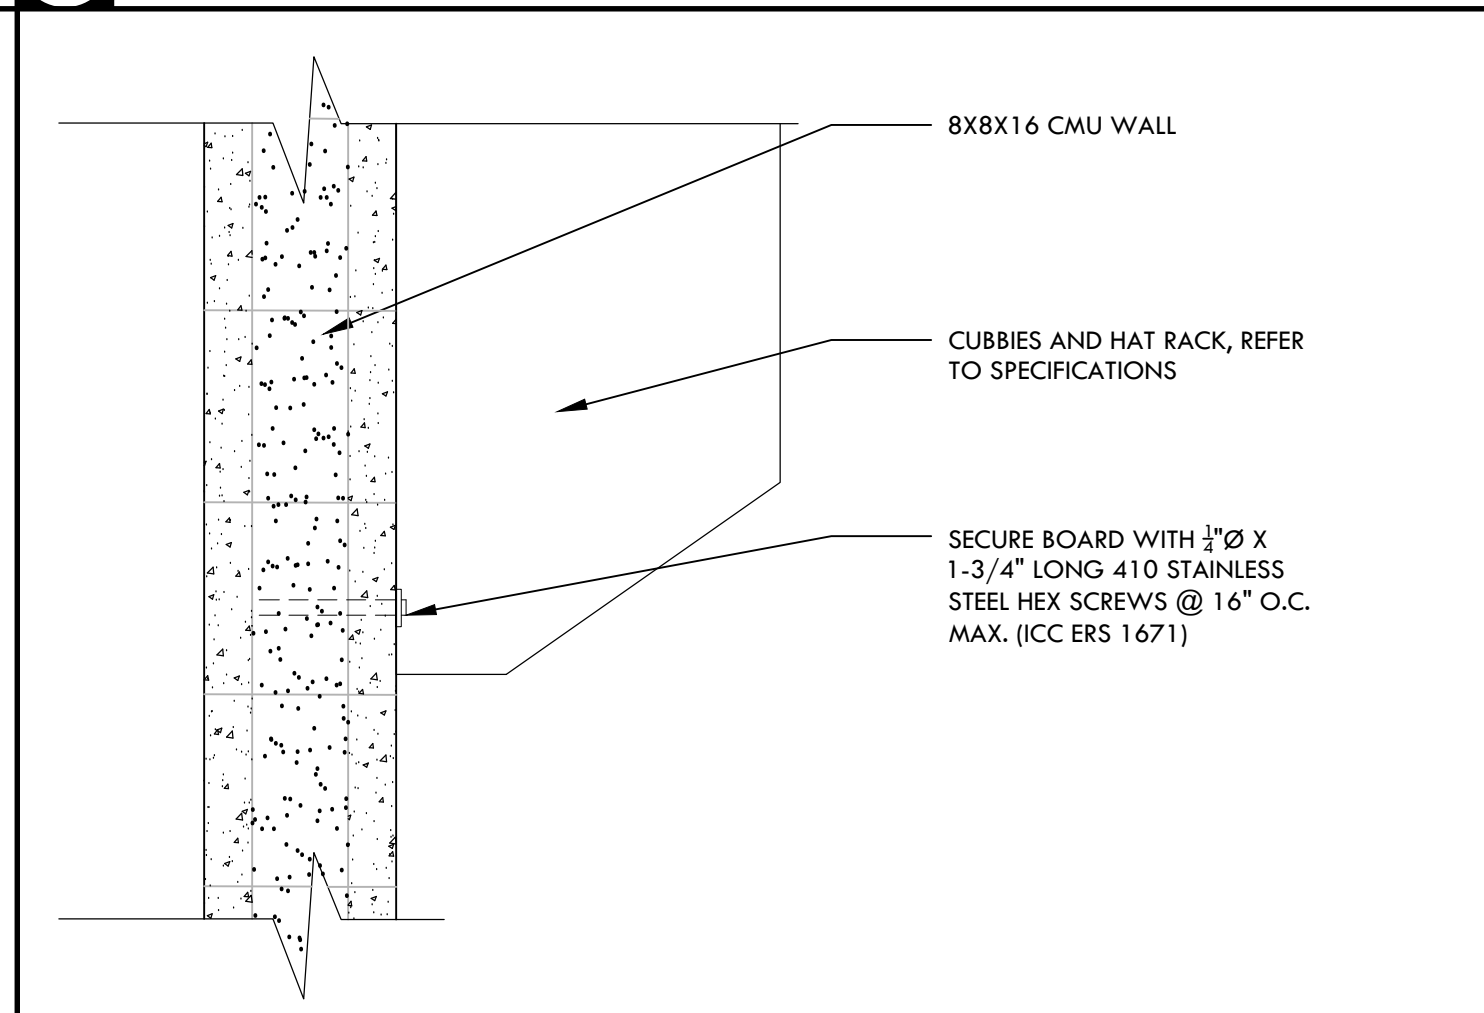 8X8X16 CMU WALL
CUBBIES AND HAT RACK, REFER
TO SPECIFICATIONS
SECURE BOARD WITH 1/4"Ø X
1-3/4" LONG 410 STAINLESS
STEEL HEX SCREWS @ 16" O.C.
MAX. (ICC ERS 1671)